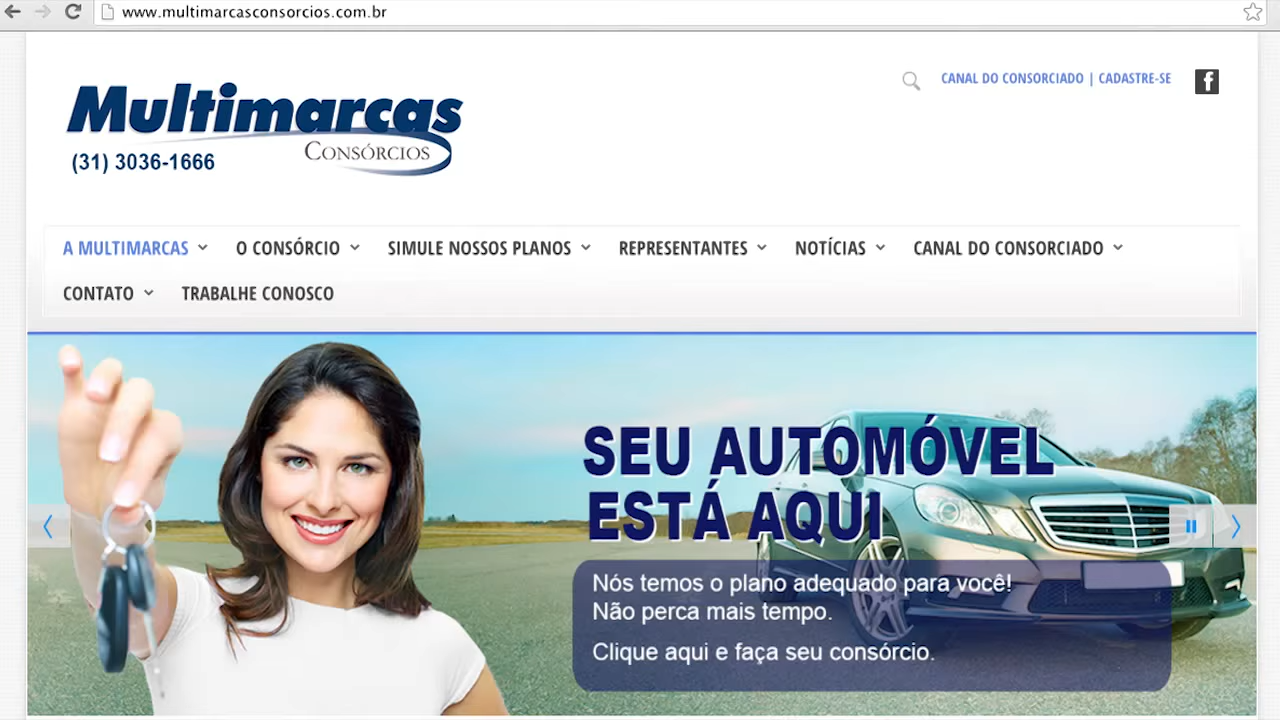 www.multimarcasconsorcios.com.br
CANAL DO CONSORCIADO | CADASTRE-SE
Multimarcas
CONSÓRCIOS
(31) 3036-1666
A MULTIMARCAS O CONSÓRCIO SIMULE NOSSOS PLANOS REPRESENTANTES NOTÍCIAS CANAL DO CONSORCIADO
CONTATO TRABALHE CONOSCO
SEU AUTOMÓVEL
ESTÁ AQUI
Nós temos o plano adequado para você!
Não perca mais tempo.
Clique aqui e faça seu consórcio.